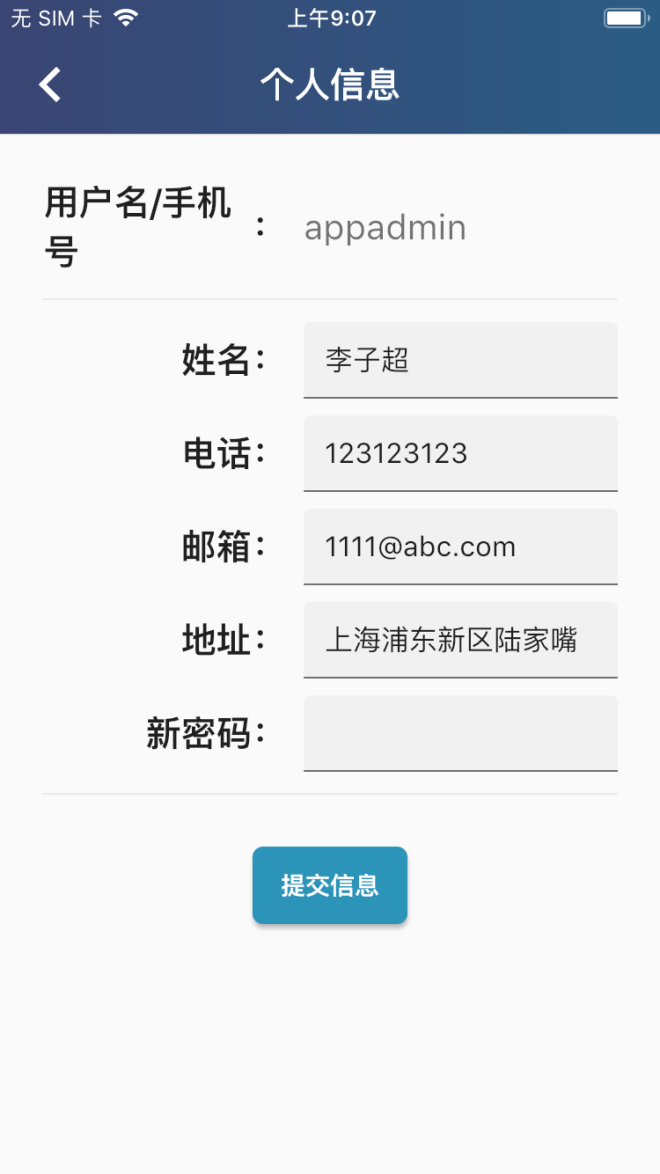 无 SIM 卡 上午9:07
个人信息
用户名/手机
号 : appadmin
姓名: 李子超
电话: 123123123
邮箱: 1111@abc.com
地址: 上海浦东新区陆家嘴
新密码:
提交信息